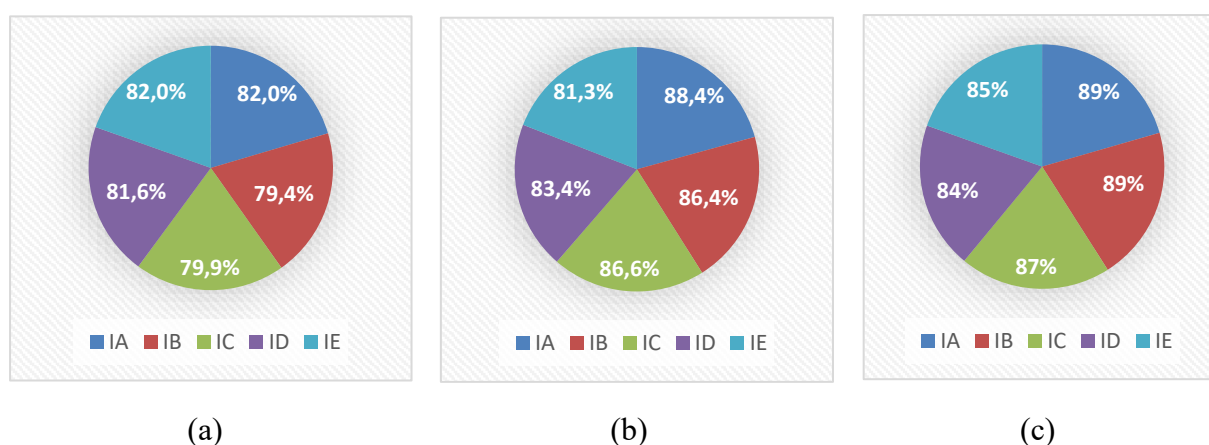 82,0% 82,0%
81,6% 79,4%
79,9%
IA IB IC ID IE
(a)
81,3% 88,4%
83,4% 86,4%
86,6%
IA IB IC ID IE
(b)
85% 89%
84% 89%
87%
IA IB IC ID IE
(c)